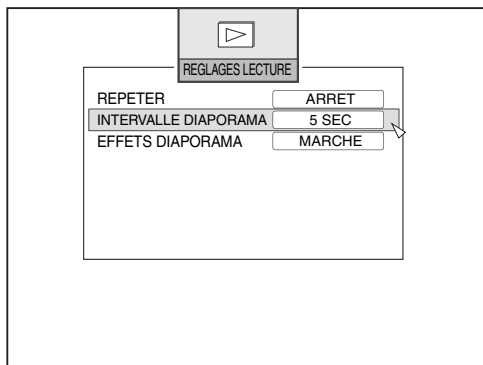 REGLAGES LECTURE
REPETER ARRET
INTERVALLE DIAPORAMA 5 SEC
EFFETS DIAPORAMA MARCHE